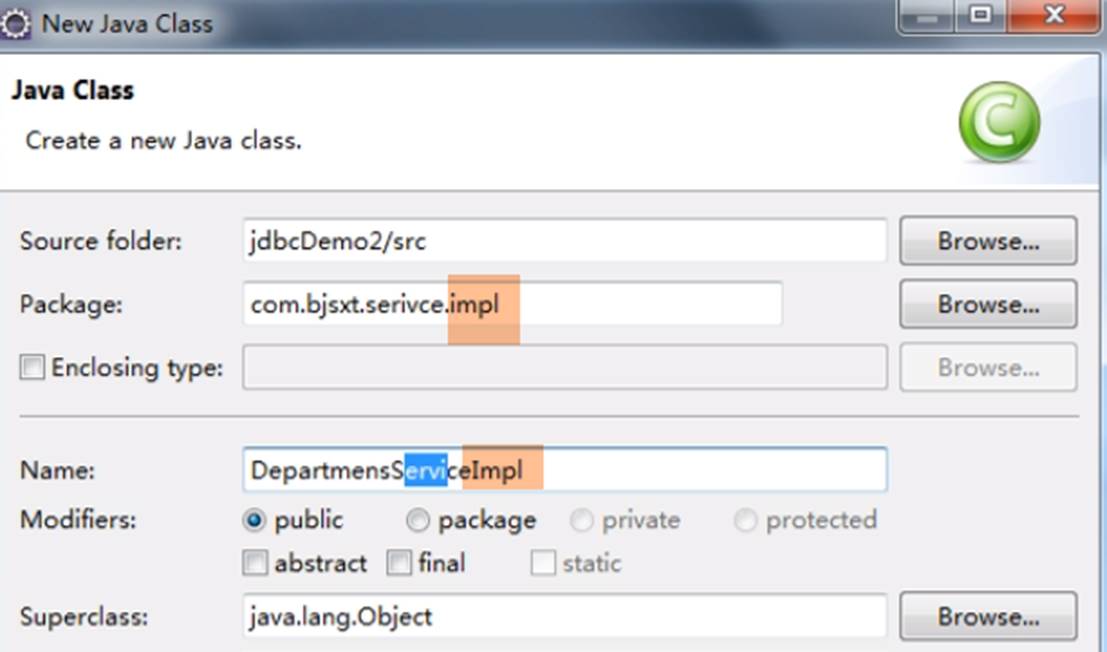 New Java Class
Java Class
Create a new Java class.
Source folder: jdbcDemo2/src Browse...
Package: com.bjsxt.serivce.impl Browse...
Enclosing type: Browse...
Name: DepartmensServiceImpl
Modifiers: public package private protected
abstract final static
Superclass: java.lang.Object Browse...